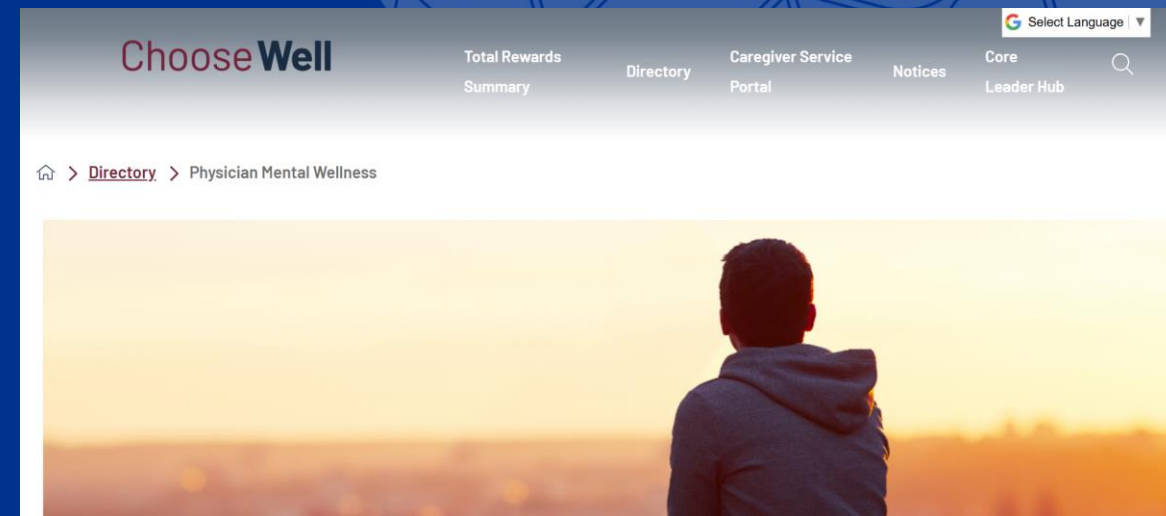 Select Language ▼
Choose Well
Total Rewards
Summary
Directory
Caregiver Service
Portal
Notices
Core
Leader Hub
> Directory > Physician Mental Wellness